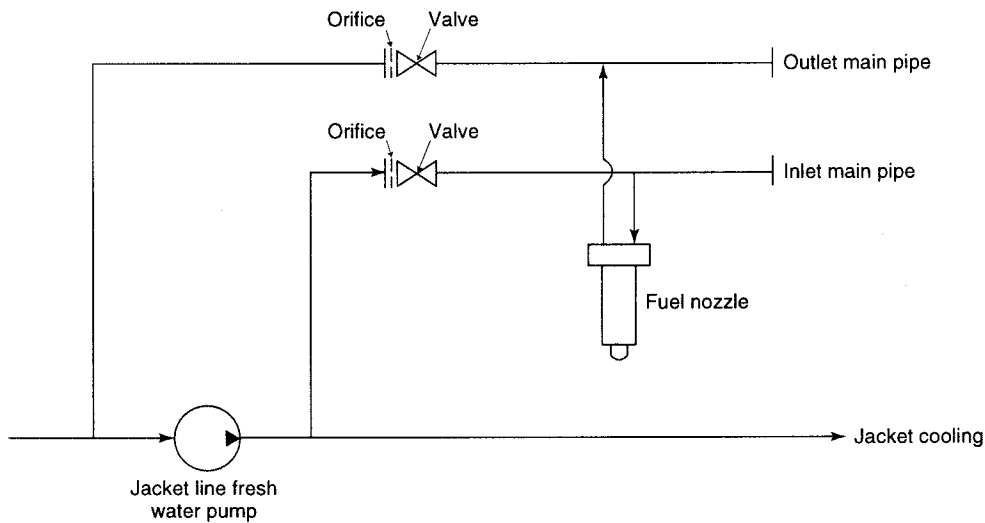 Orifice
Valve
Outlet main pipe
Orifice
Valve
Inlet main pipe
Fuel nozzle
Jacket cooling
Jacket line fresh
water pump